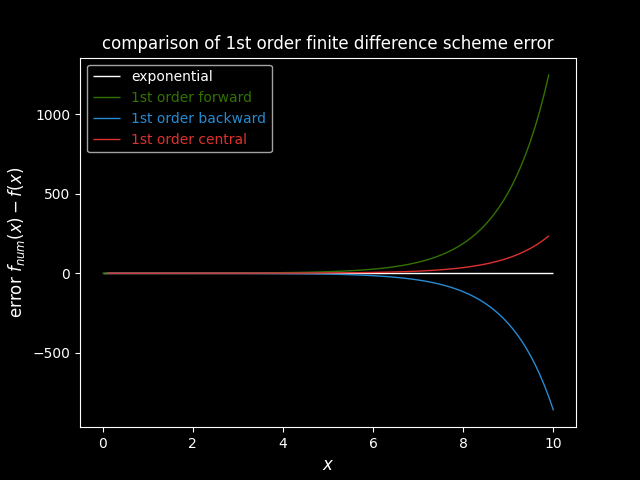 comparison of 1st order finite difference scheme error
exponential
1st order forward
1st order backward
1st order central
error f_{num}(x) − f(x)
1000
500
0
−500
0 2 4 6 8 10
x